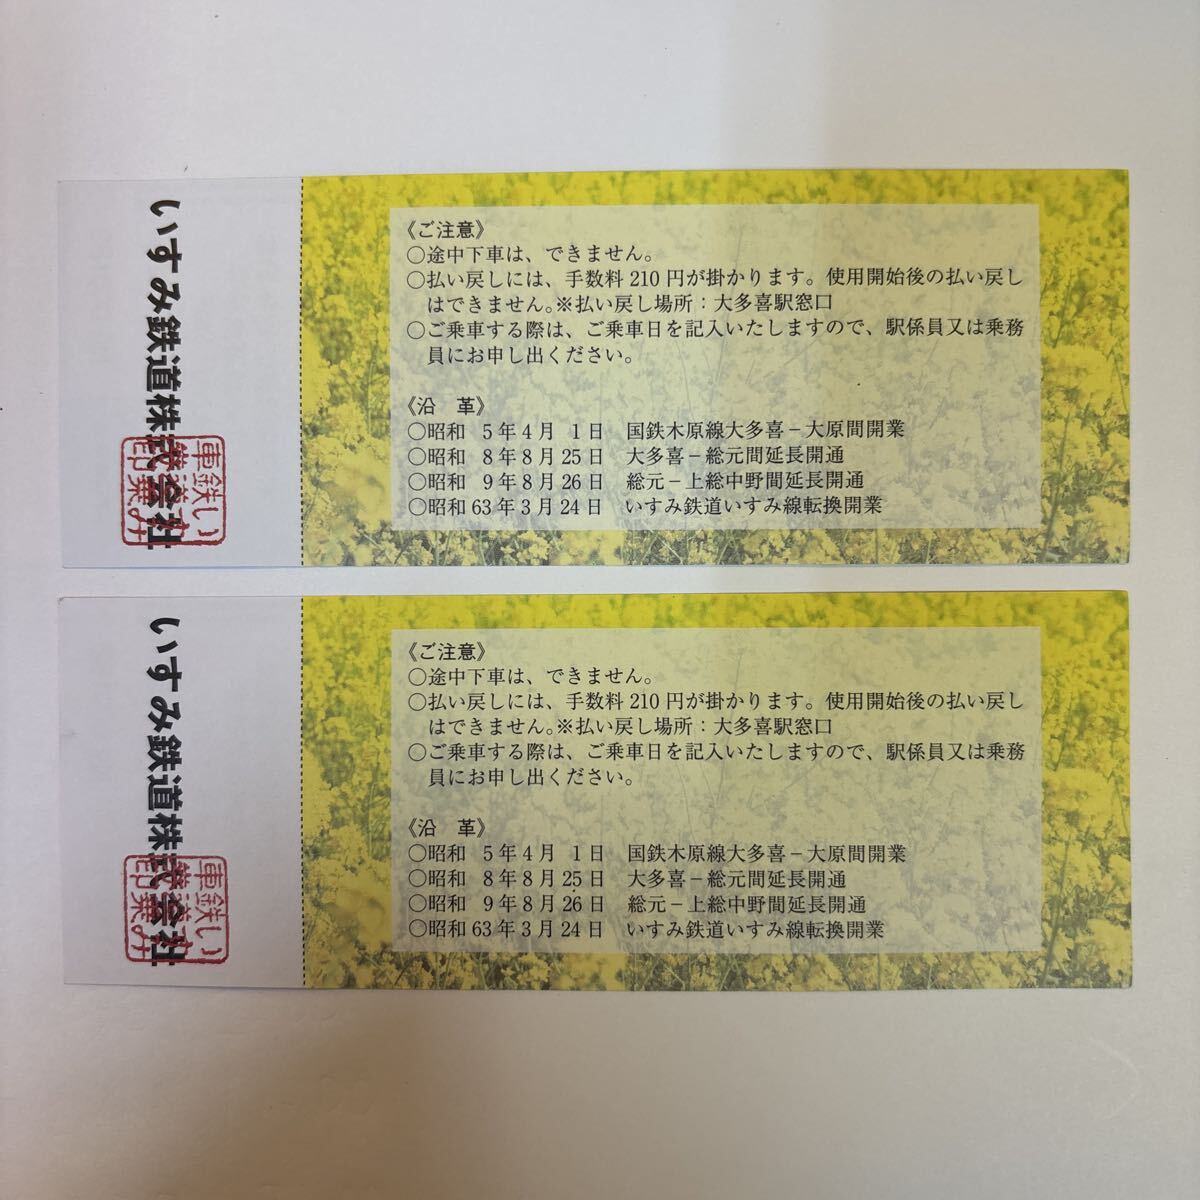 いすみ鉄道株式会社
《ご注意》
○途中下車は、できません。
○払い戻しには、手数料 210 円が掛かります。使用開始後の払い戻し
はできません。※払い戻し場所：大多喜駅窓口
○ご乗車する際は、ご乗車日を記入いたしますので、駅係員又は乗務
員にお申し出ください。
《沿　革》
○昭和　5 年 4 月　1 日　国鉄木原線大多喜－大原間開業
○昭和　8 年 8 月 25 日　大多喜－総元間延長開通
○昭和　9 年 8 月 26 日　総元－上総中野間延長開通
○昭和 63 年 3 月 24 日　いすみ鉄道いすみ線転換開業
いすみ鉄道株式会社
《ご注意》
○途中下車は、できません。
○払い戻しには、手数料 210 円が掛かります。使用開始後の払い戻し
はできません。※払い戻し場所：大多喜駅窓口
○ご乗車する際は、ご乗車日を記入いたしますので、駅係員又は乗務
員にお申し出ください。
《沿　革》
○昭和　5 年 4 月　1 日　国鉄木原線大多喜－大原間開業
○昭和　8 年 8 月 25 日　大多喜－総元間延長開通
○昭和　9 年 8 月 26 日　総元－上総中野間延長開通
○昭和 63 年 3 月 24 日　いすみ鉄道いすみ線転換開業